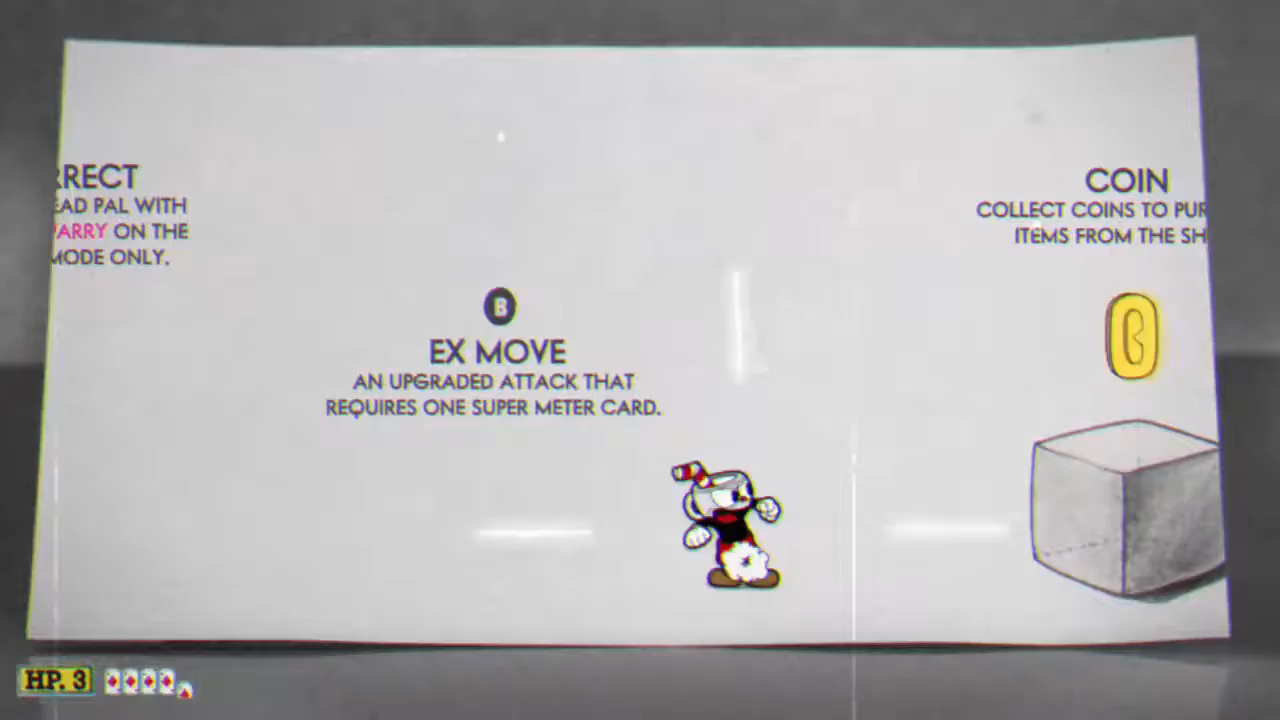 RRECT
EAD PAL WITH
ARRY ON THE
MODE ONLY.
B
EX MOVE
AN UPGRADED ATTACK THAT
REQUIRES ONE SUPER METER CARD.
COIN
COLLECT COINS TO PUR
ITEMS FROM THE SH
HP. 3